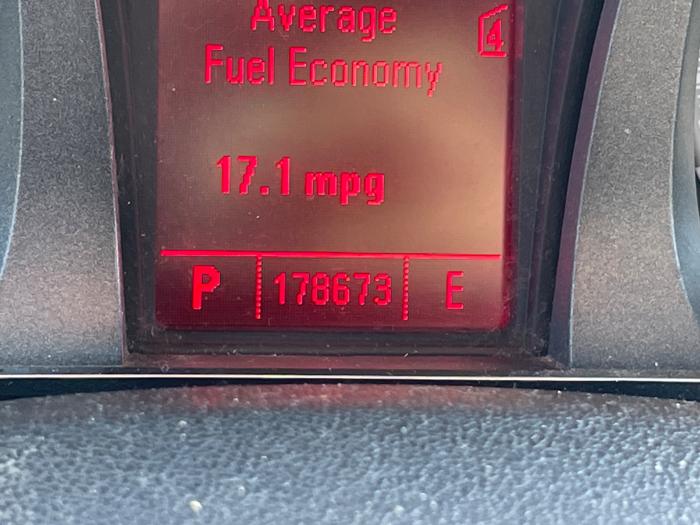 Average
4
Fuel Economy
17.1 mpg
P 178673 E